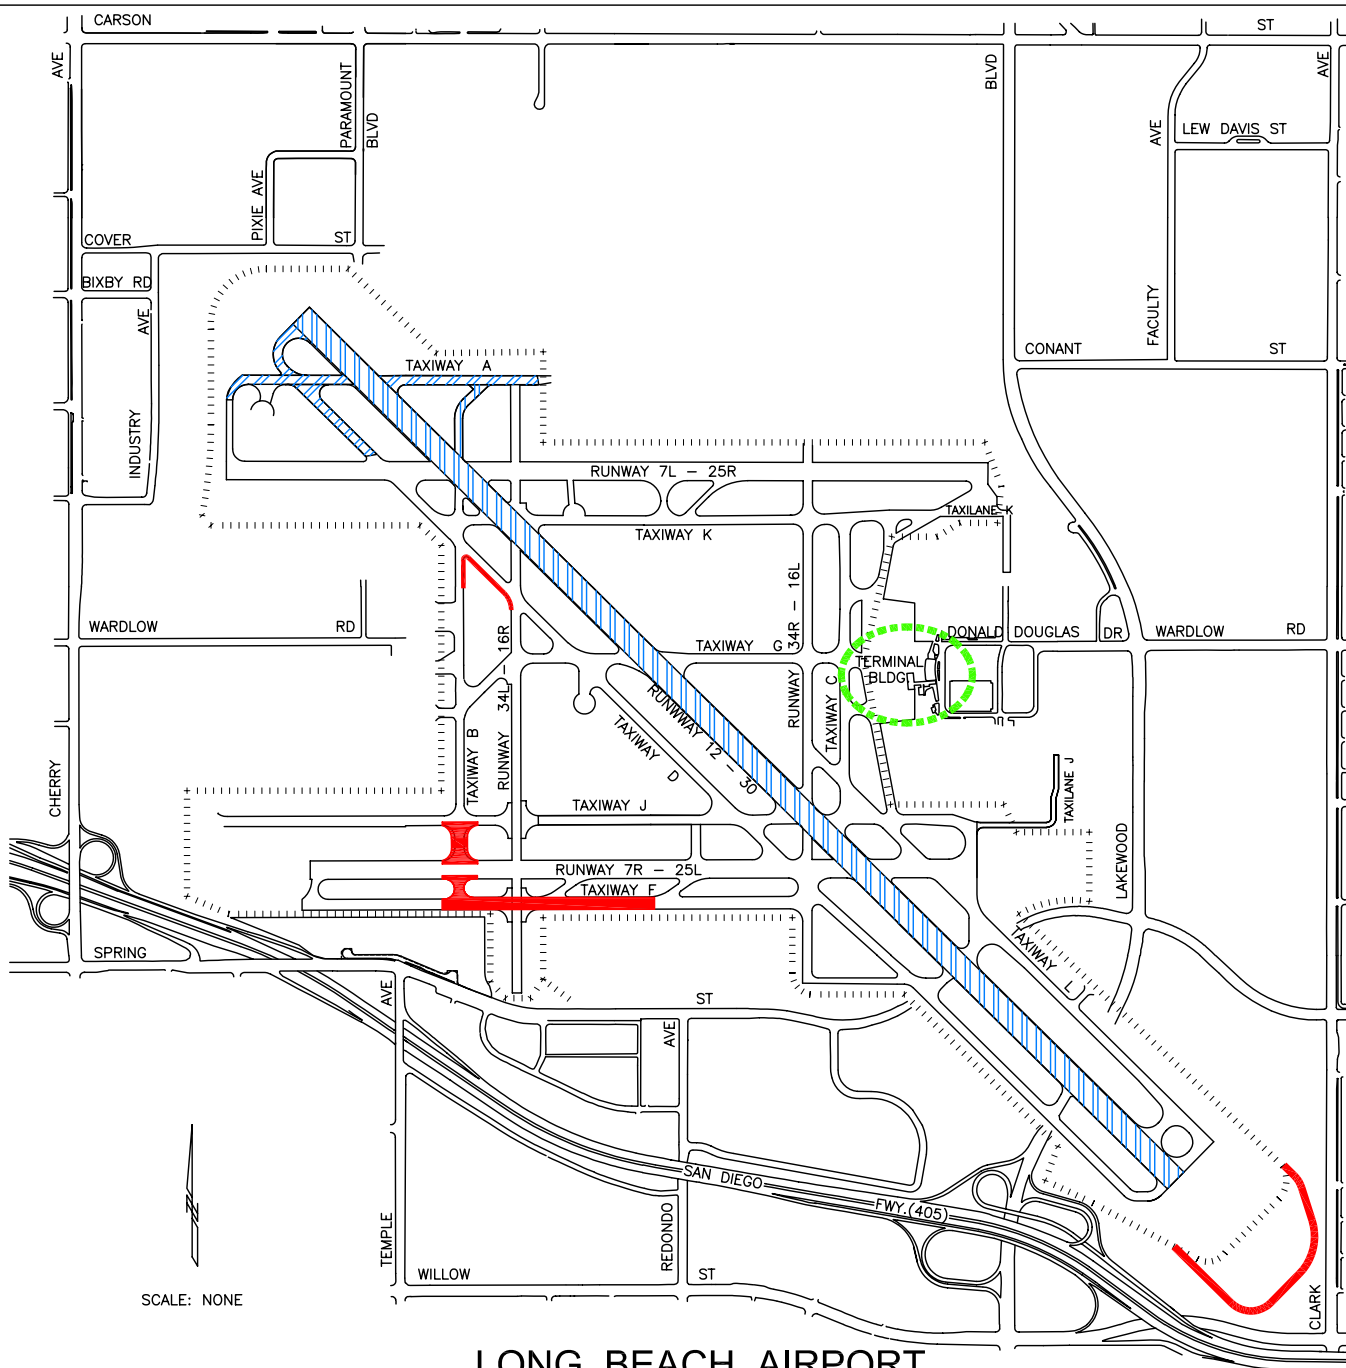 CARSON
ST
AVE
PARAMOUNT
BLVD
BLVD
AVE
AVE
LEW DAVIS ST
PIXIE AVE
COVER
ST
BIXBY RD
AVE
INDUSTRY
FACULTY
CONANT
ST
TAXIWAY A
RUNWAY 7L - 25R
TAXILANE K
TAXIWAY K
WARDLOW
RD
RUNWAY 34L - 16R
TAXIWAY G
RUNWAY 34R - 16L
DONALD DOUGLAS DR
WARDLOW
RD
TERMINAL
BLDG
TAXIWAY C
RUNWWAY 12 - 30
TAXIWAY D
TAXIWAY B
CHERRY
TAXIWAY J
TAXILANE J
LAKEWOOD
RUNWAY 7R - 25L
TAXIWAY F
SPRING
TAXIWAY L
AVE
ST
AVE
SAN DIEGO
FWY.(405)
N
TEMPLE
REDONDO
WILLOW
ST
SCALE: NONE
CLARK
LONG BEACH AIRPORT